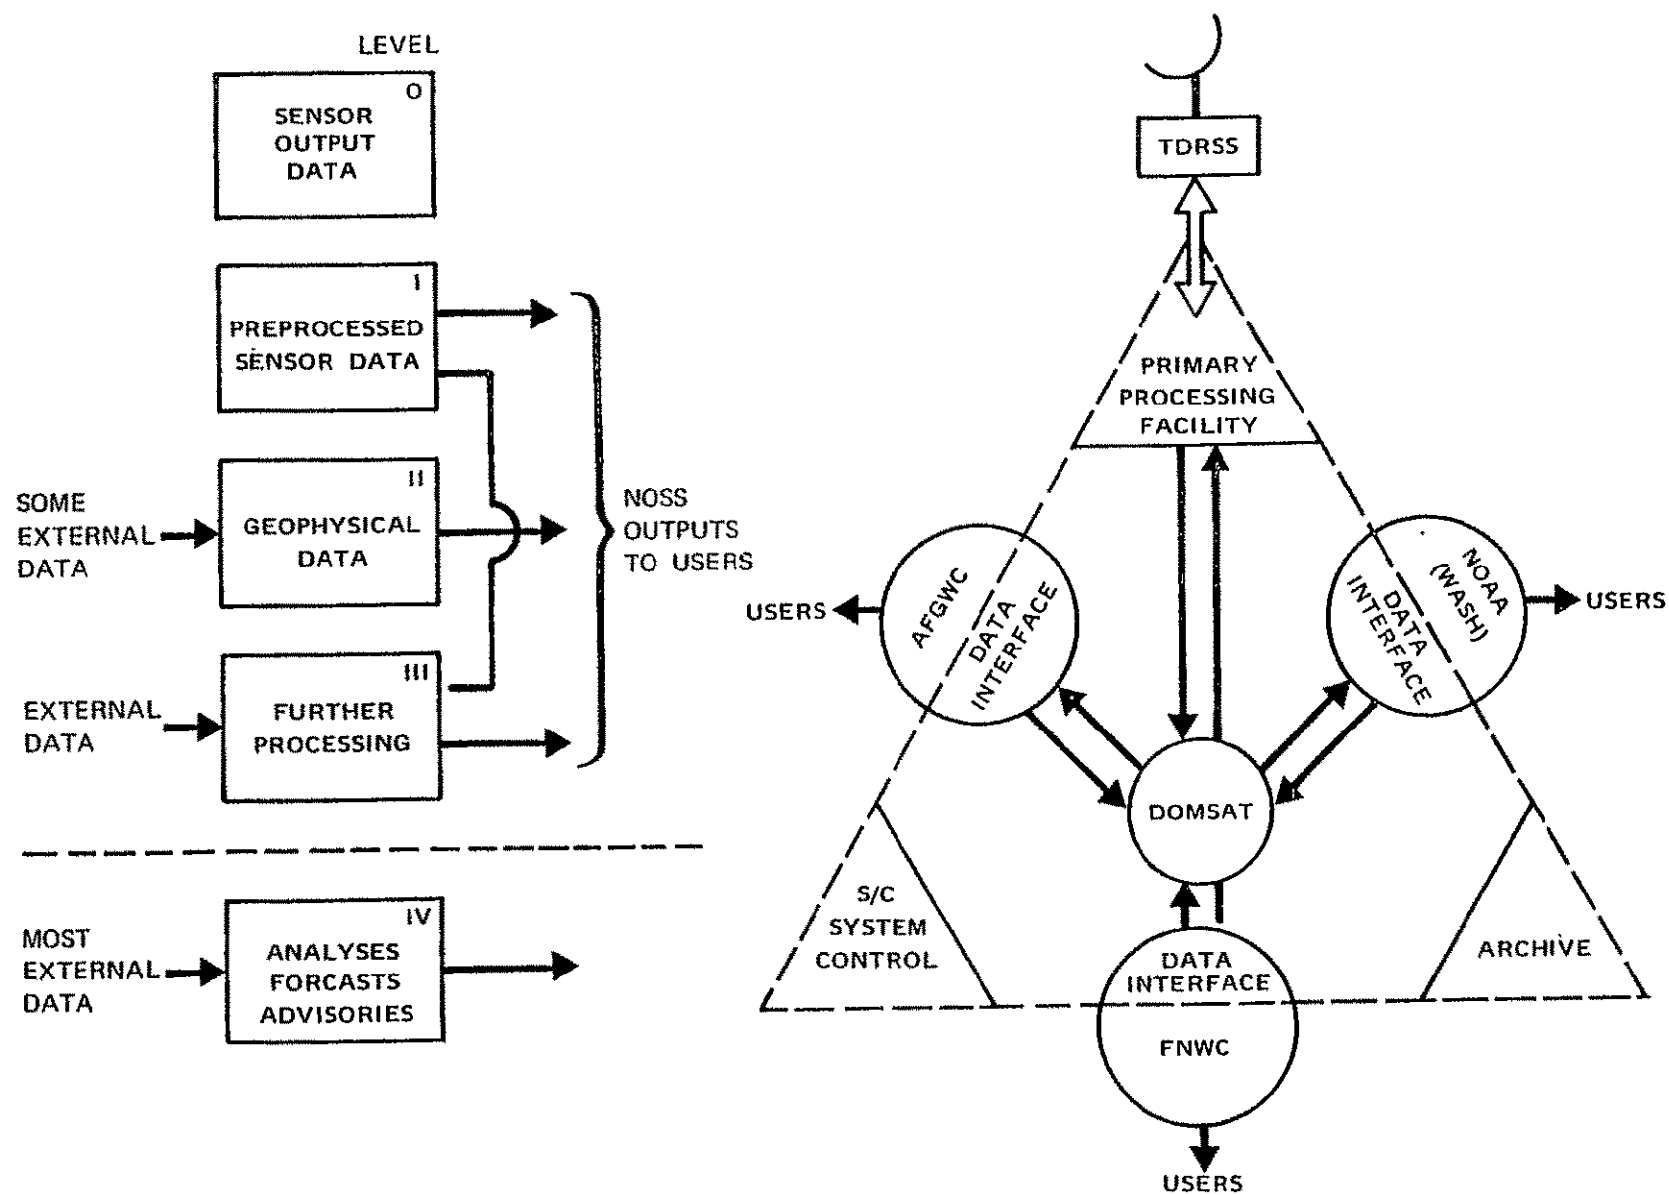 LEVEL
O
SENSOR
OUTPUT
DATA
I
PREPROCESSED
SENSOR DATA
SOME
EXTERNAL
DATA
II
GEOPHYSICAL
DATA
NOSS
OUTPUTS
TO USERS
EXTERNAL
DATA
III
FURTHER
PROCESSING
MOST
EXTERNAL
DATA
IV
ANALYSES
FORCASTS
ADVISORIES
TDRSS
PRIMARY
PROCESSING
FACILITY
USERS
AFGWC
DATA
INTERFACE
NOAA
(WASH)
DATA
INTERFACE
USERS
DOMSAT
S/C
SYSTEM
CONTROL
ARCHIVE
DATA
INTERFACE
FNWC
USERS